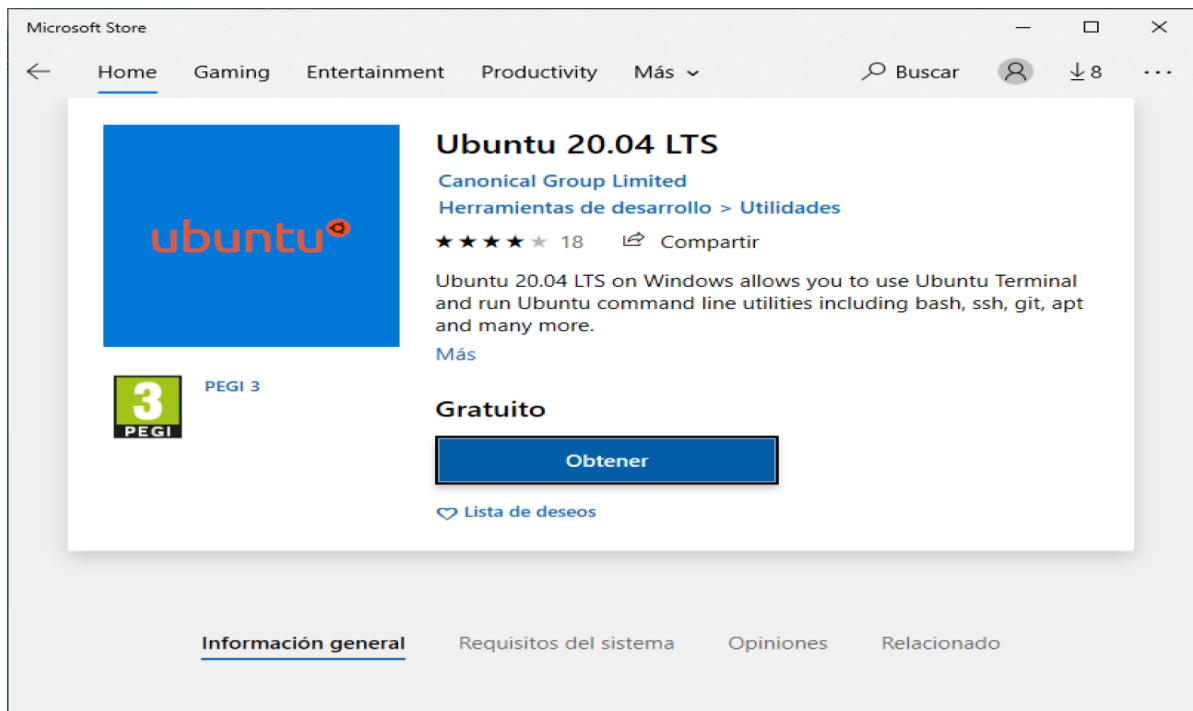 Microsoft Store
Home Gaming Entertainment Productivity Más Buscar 8
ubuntu
Ubuntu 20.04 LTS
Canonical Group Limited
Herramientas de desarrollo > Utilidades
18 Compartir
Ubuntu 20.04 LTS on Windows allows you to use Ubuntu Terminal
and run Ubuntu command line utilities including bash, ssh, git, apt
and many more.
Más
3
PEGI
PEGI 3
Gratuito
Obtener
Lista de deseos
Información general Requisitos del sistema Opiniones Relacionado